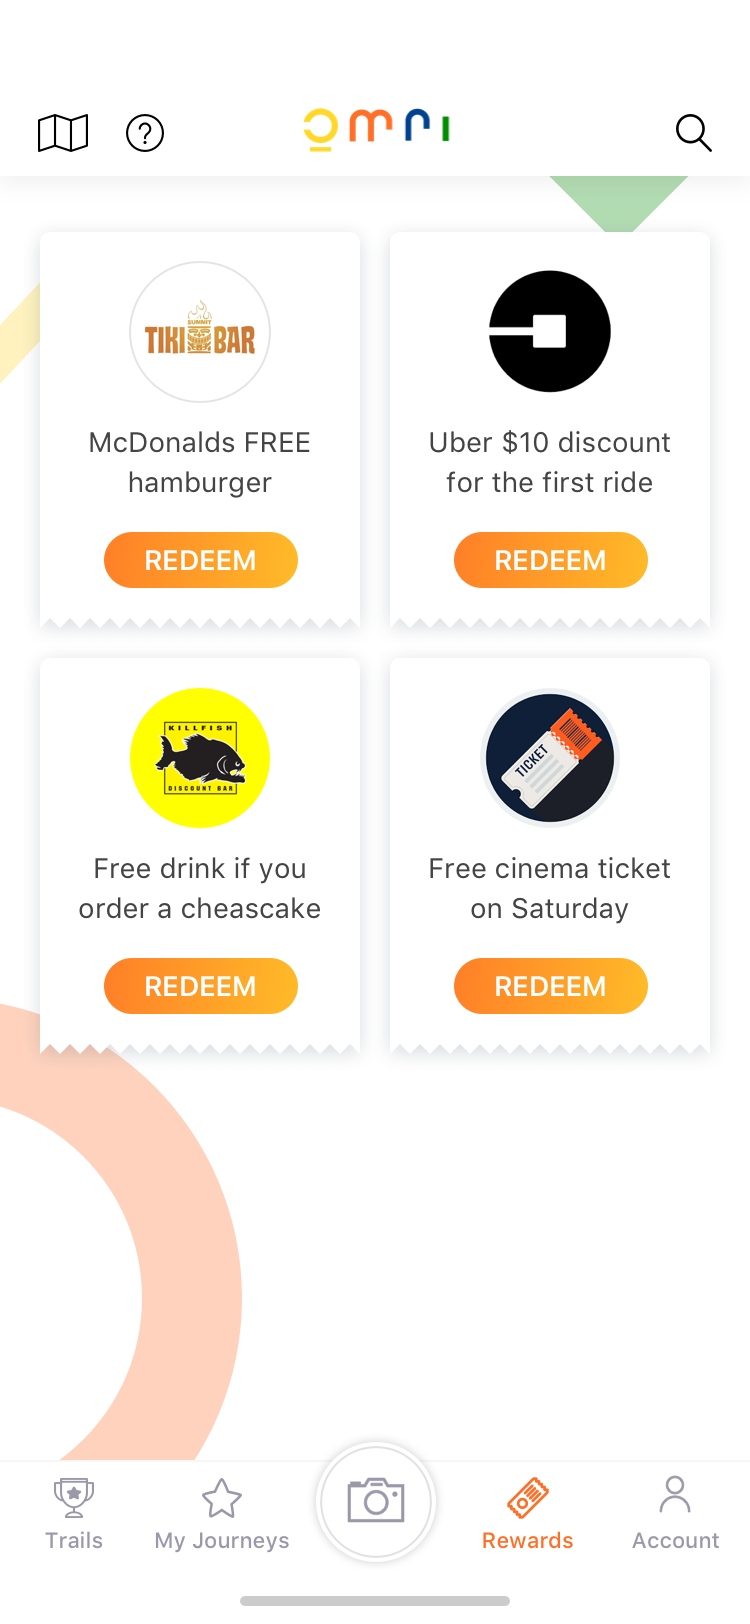 omni
SUMMIT
TIKI BAR
McDonalds FREE
hamburger
REDEEM
Uber $10 discount
for the first ride
REDEEM
KILLFISH
DISCOUNT BAR
Free drink if you
order a cheascake
REDEEM
TICKET
Free cinema ticket
on Saturday
REDEEM
Trails
My Journeys
Rewards
Account